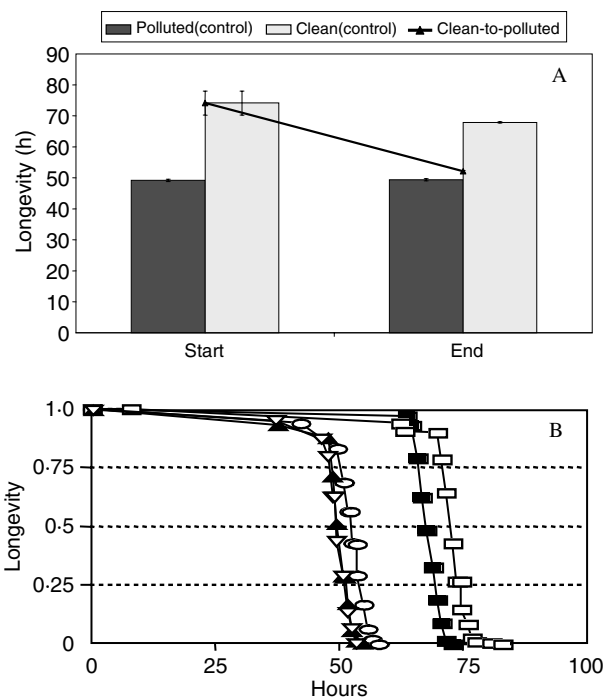 Polluted(control) Clean(control) Clean-to-polluted
A
Longevity (h)
90
80
70
60
50
40
30
20
10
0
Start End
B
Longevity
1·0
0·75
0·5
0·25
0
0 25 50 75 100
Hours